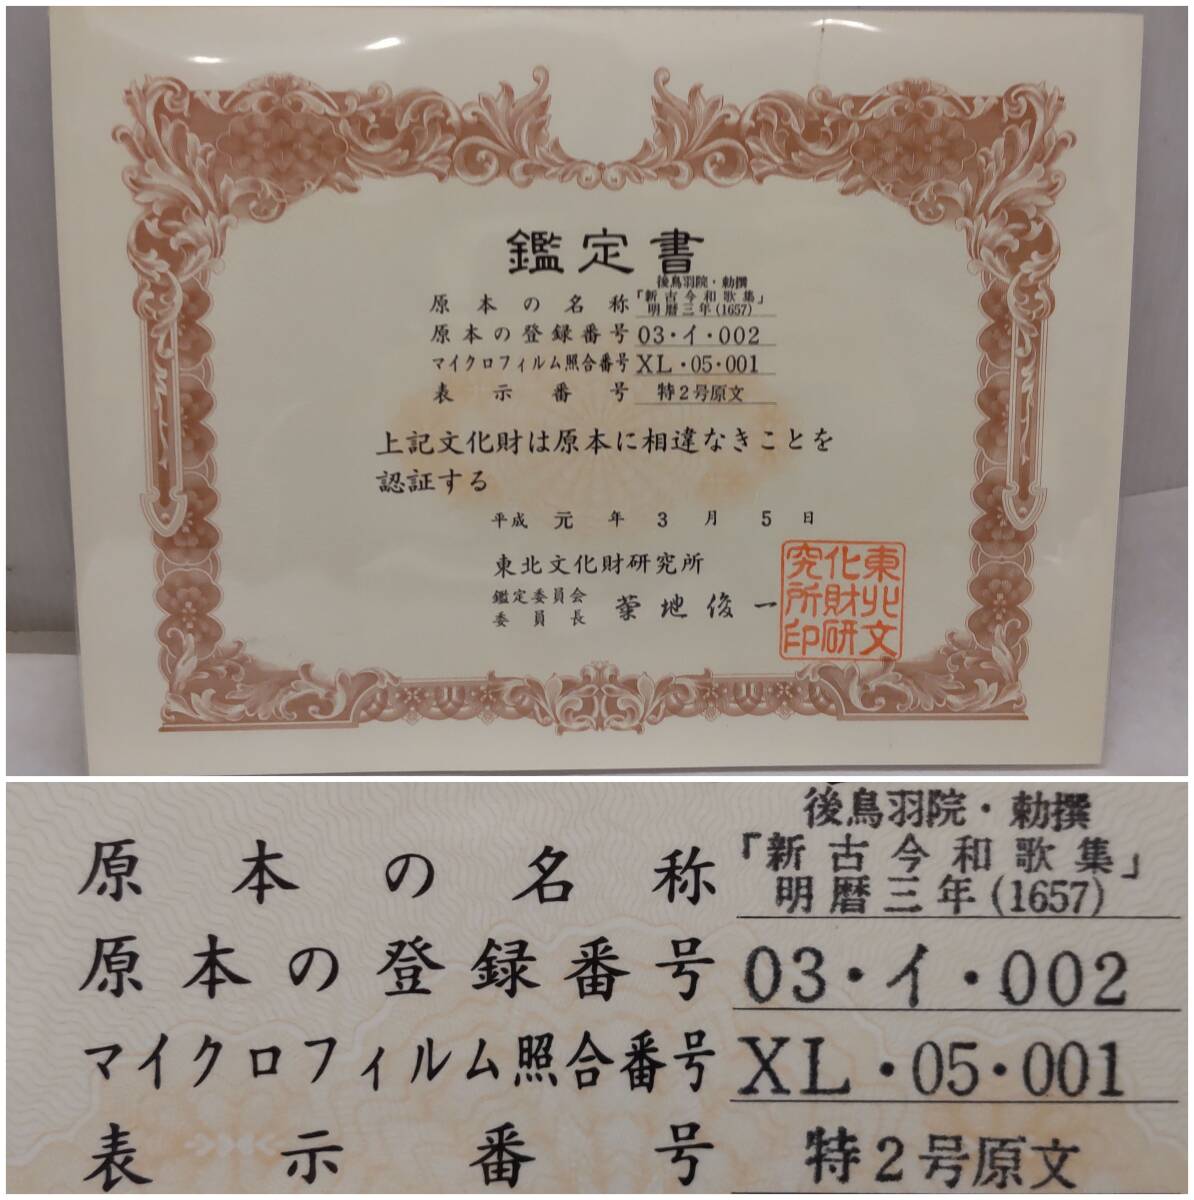 鑑定書
後鳥羽院・勅撰
原本の名称「新古今和歌集」
明暦三年(1657)
原本の登録番号 03・イ・002
マイクロフィルム照合番号 XL・05・001
表示番号 特2号原文
上記文化財は原本に相違なきことを
認証する
平成 元 年 3 月 5 日
東北文化財研究所
鑑定委員会
委員長 菊地俊一
東北文
化財研
究所印
後鳥羽院・勅撰
原本の名称「新古今和歌集」
明暦三年(1657)
原本の登録番号 03・イ・002
マイクロフィルム照合番号 XL・05・001
表示番号 特2号原文